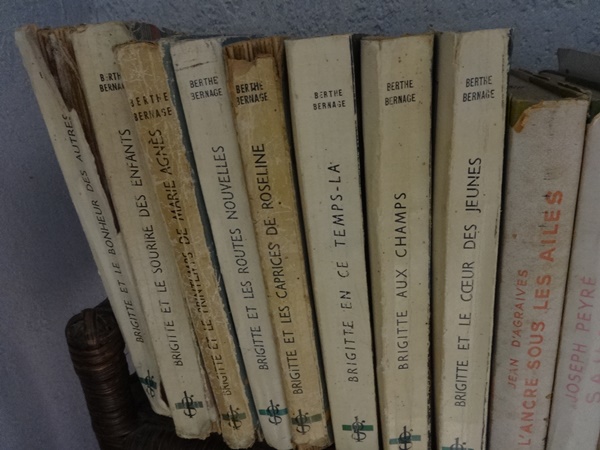 BRIGITTE ET LE BONHEUR DES AUTRES
BERTHE
BERNAGE
BRIGITTE ET LE SOURIRE DES ENFANTS
BERTHE
BERNAGE
BRIGITTE ET LE PRINTEMPS DE MARIE AGNÈS
BERTHE
BERNAGE
BRIGITTE ET LES ROUTES NOUVELLES
BERTHE
BERNAGE
BRIGITTE ET LES CAPRICES DE ROSELINE
BERTHE
BERNAGE
BRIGITTE EN CE TEMPS-LÀ
BERTHE
BERNAGE
BRIGITTE AUX CHAMPS
BERTHE
BERNAGE
BRIGITTE ET LE CŒUR DES JEUNES
JEAN D'AGRAIVES
L'ANCRE SOUS LES AILES
JOSEPH PEYRÉ